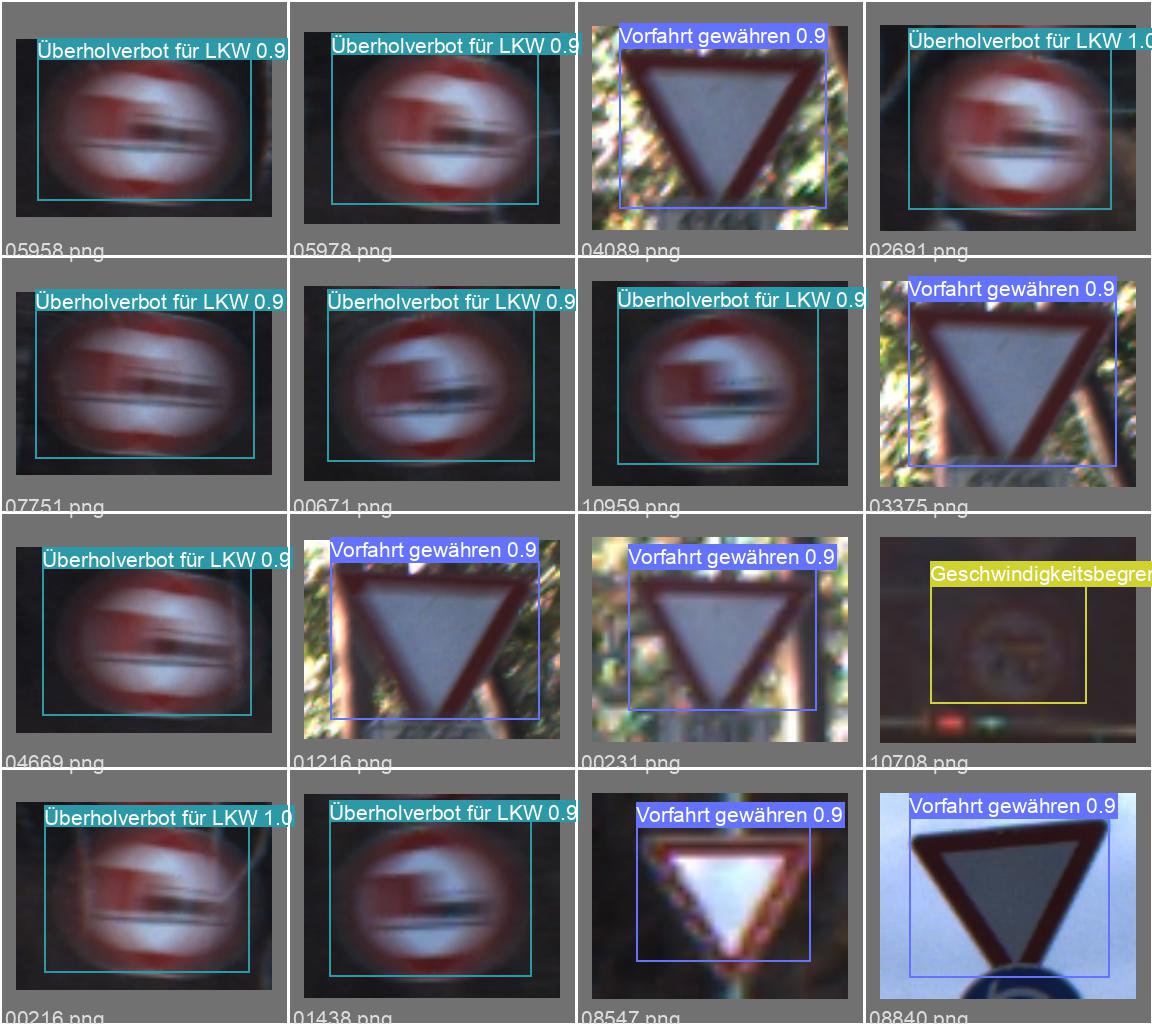 Überholverbot für LKW 0.9
05958.png
Überholverbot für LKW 0.9
05978.png
Vorfahrt gewähren 0.9
04089.png
Überholverbot für LKW 1.0
02691.png
Überholverbot für LKW 0.9
07751.png
Überholverbot für LKW 0.9
00671.png
Überholverbot für LKW 0.9
10959.png
Vorfahrt gewähren 0.9
03375.png
Überholverbot für LKW 0.9
04669.png
Vorfahrt gewähren 0.9
01216.png
Vorfahrt gewähren 0.9
00231.png
Geschwindigkeitsbegrer
10708.png
Überholverbot für LKW 1.0
00216.png
Überholverbot für LKW 0.9
01438.png
Vorfahrt gewähren 0.9
08547.png
Vorfahrt gewähren 0.9
08840.png